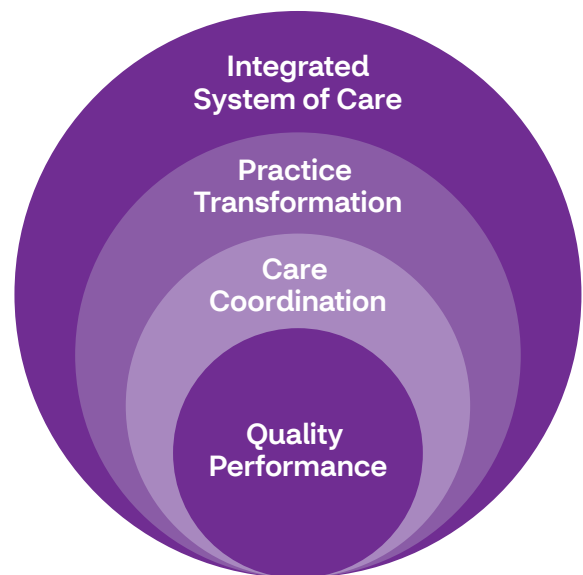 Integrated
System of Care
Practice
Transformation
Care
Coordination
Quality
Performance